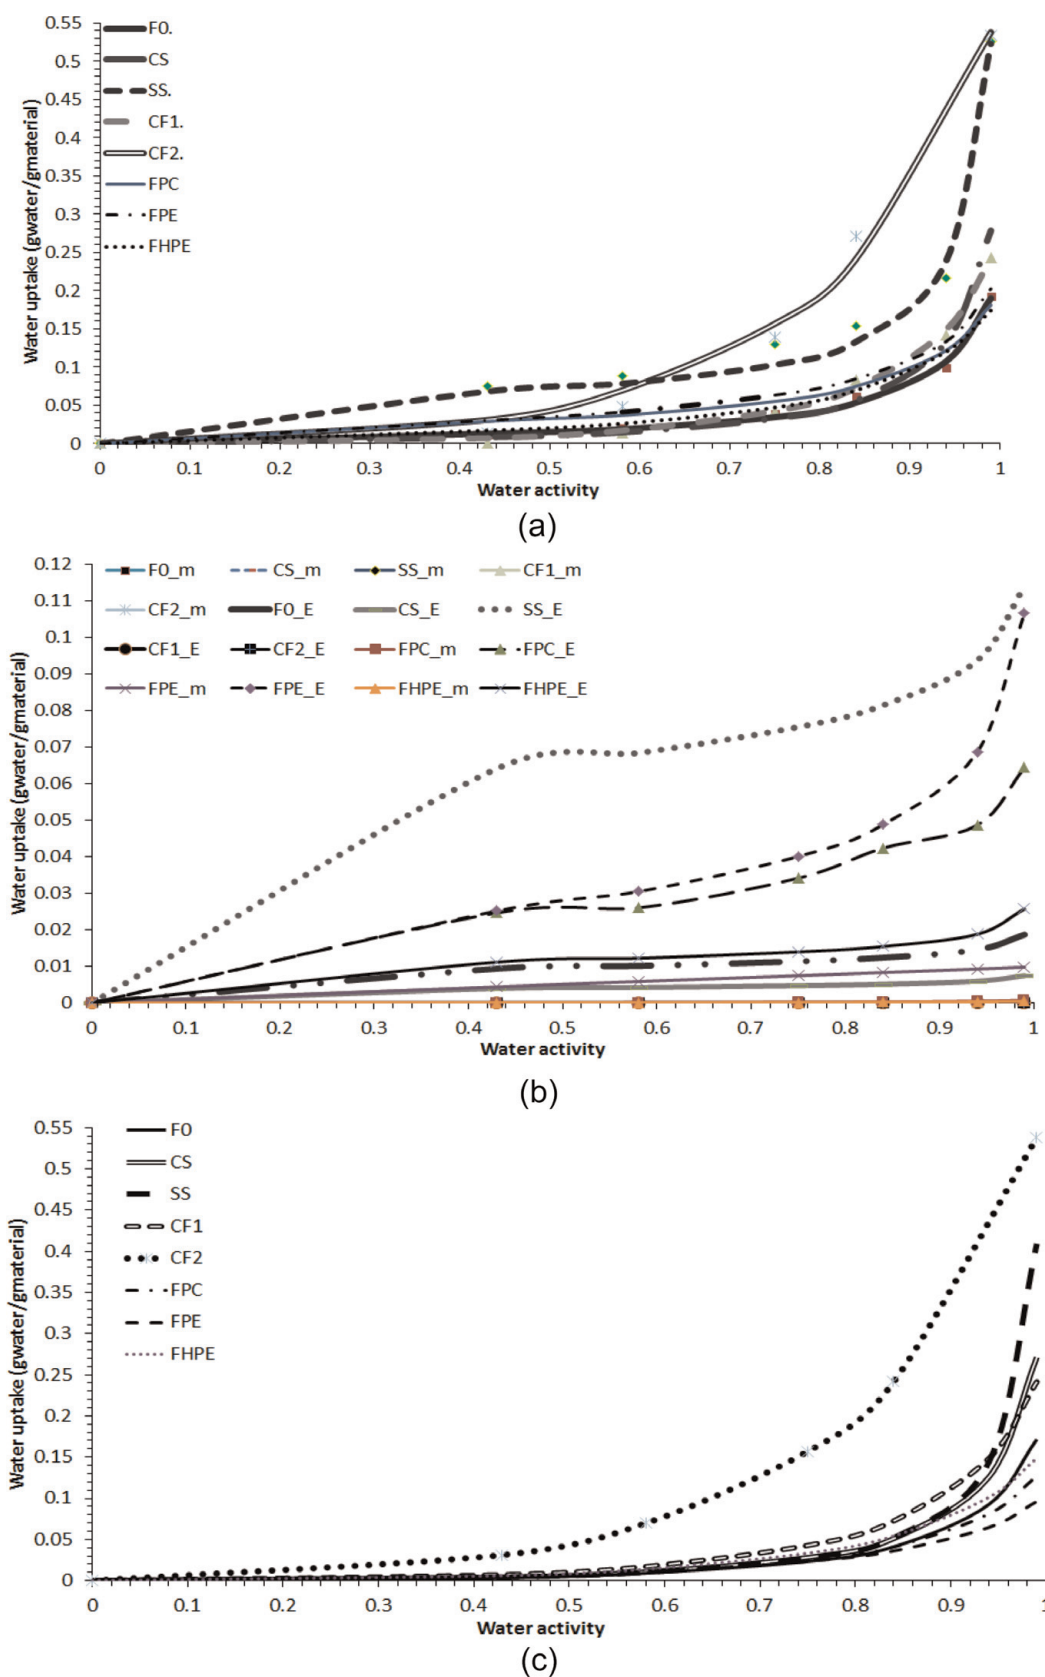 0.55
0.5
0.45
0.4
0.35
0.3
0.25
0.2
0.15
0.1
0.05
0
Water uptake (gwater/gmaterial)
F0.
CS
SS.
CF1.
CF2.
FPC
FPE
FHPE
0 0.1 0.2 0.3 0.4 0.5 0.6 0.7 0.8 0.9 1
Water activity
(a)
0.12
0.11
0.1
0.09
0.08
0.07
0.06
0.05
0.04
0.03
0.02
0.01
0
Water uptake (gwater/gmaterial)
F0_m CS_m SS_m CF1_m
CF2_m F0_E CS_E SS_E
CF1_E CF2_E FPC_m FPC_E
FPE_m FPE_E FHPE_m FHPE_E
0 0.1 0.2 0.3 0.4 0.5 0.6 0.7 0.8 0.9 1
Water activity
(b)
0.55
0.5
0.45
0.4
0.35
0.3
0.25
0.2
0.15
0.1
0.05
0
Water uptake (gwater/gmaterial)
F0
CS
SS
CF1
CF2
FPC
FPE
FHPE
0 0.1 0.2 0.3 0.4 0.5 0.6 0.7 0.8 0.9 1
Water activity
(c)